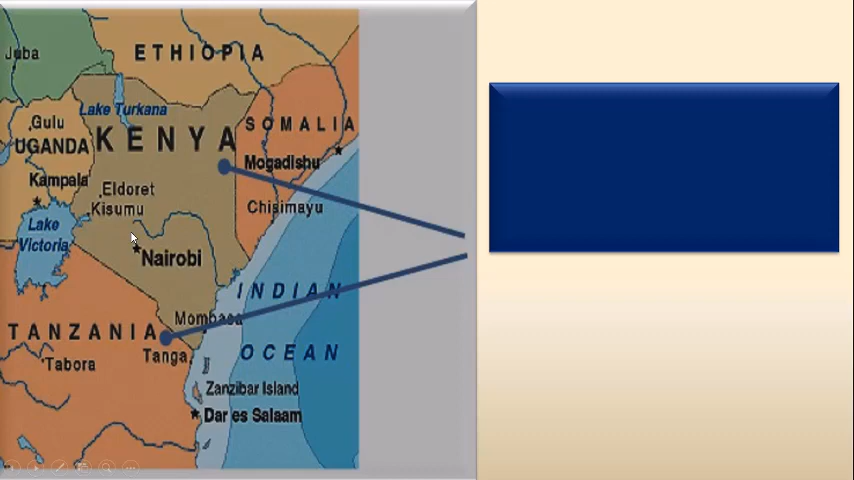 ETHIOPIA
Juba
Lake Turkana
Gulu
UGANDA
KENYA
SOMALIA
Mogadishu
Kampala
Eldoret
Kisumu
Chisimayu
Lake
Victoria
Nairobi
INDIAN
TANZANIA
Mombasa
Tanga
OCEAN
Tabora
Zanzibar Island
Dar es Salaam